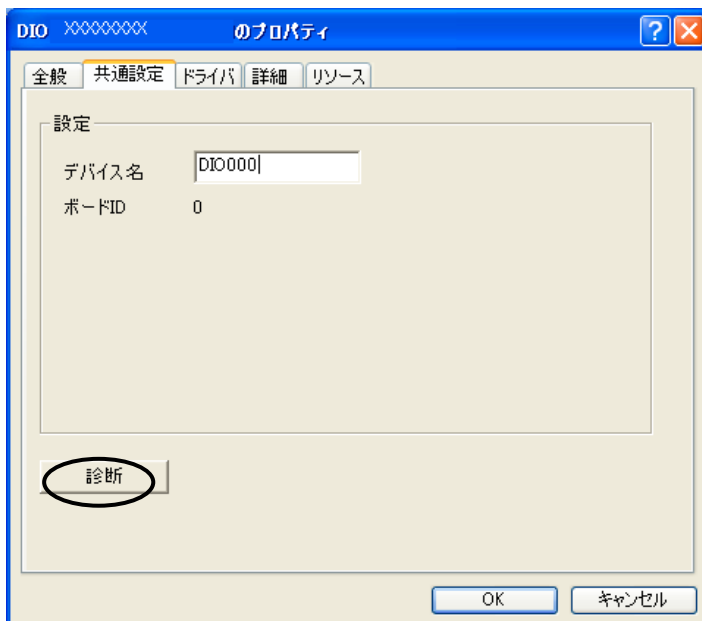 DIO XXXXXXXX のプロパティ
全般 共通設定 ドライバ 詳細 リソース
設定
デバイス名 DIO000
ボードID 0
診断
OK キャンセル